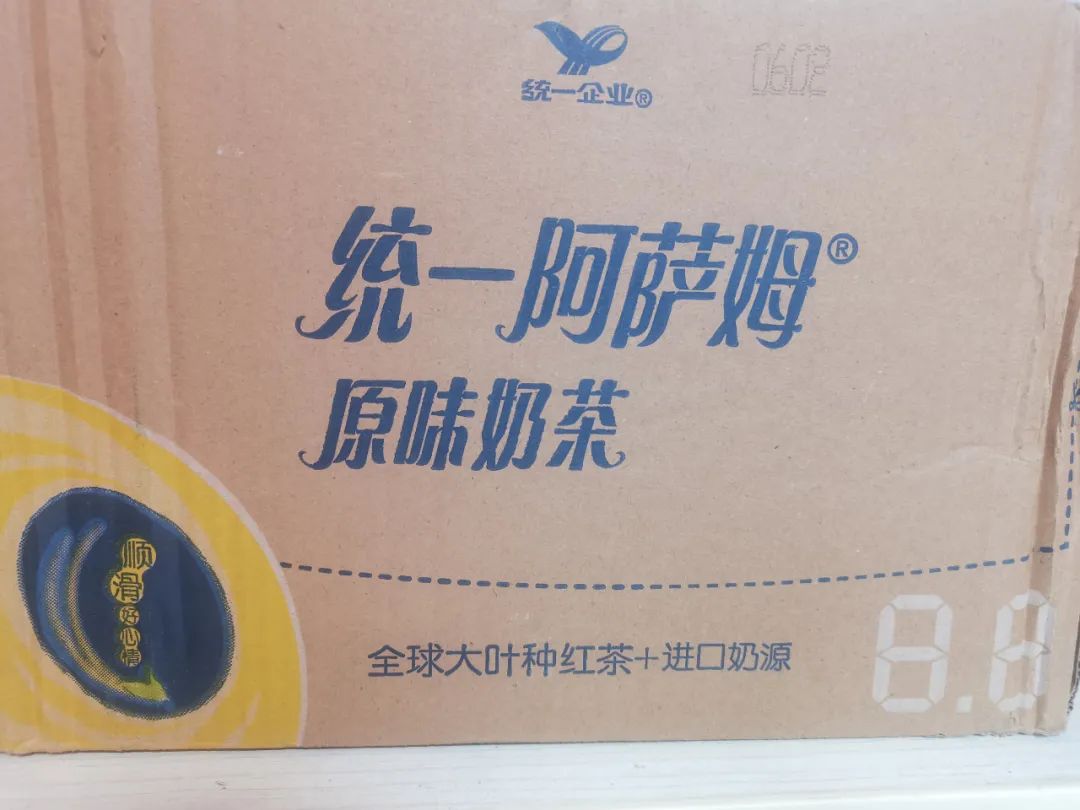 统一企业®
0602
统一阿萨姆®
原味奶茶
顺滑好心情
全球大叶种红茶+进口奶源
8.8